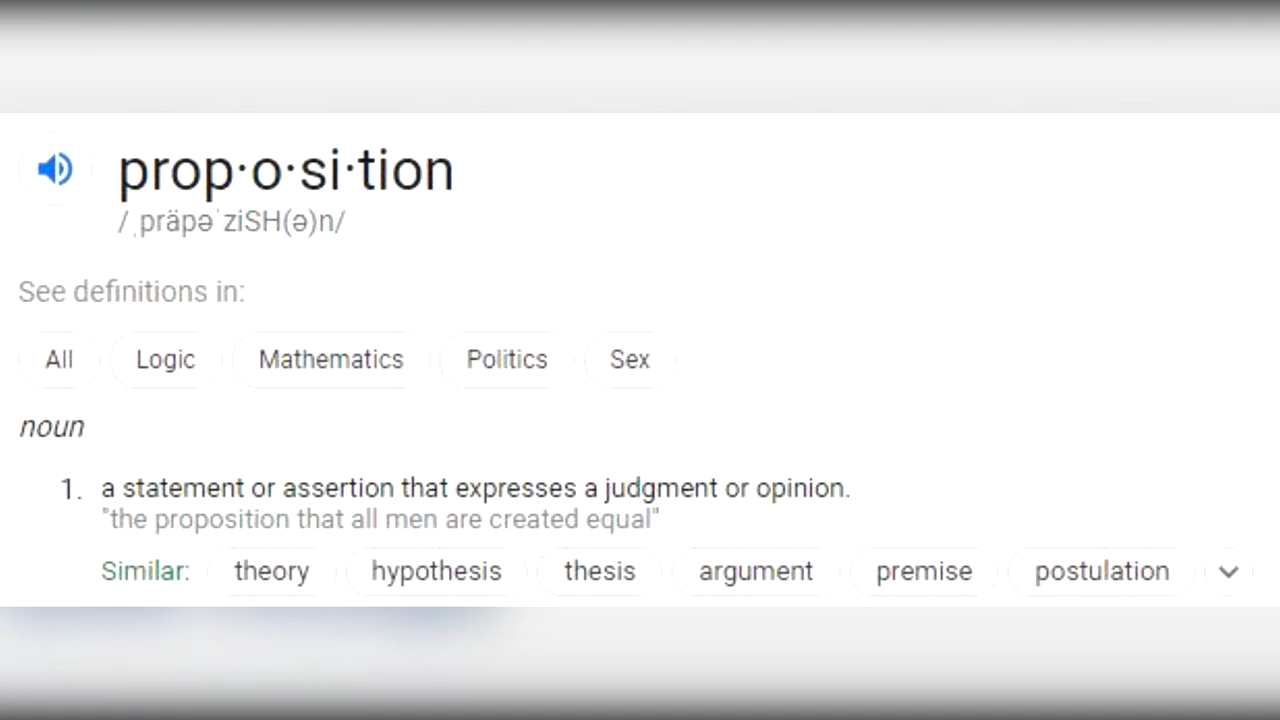 prop·o·si·tion
/ˌpräpəˈziSH(ə)n/
See definitions in:
All Logic Mathematics Politics Sex
noun
1. a statement or assertion that expresses a judgment or opinion.
"the proposition that all men are created equal"
Similar: theory hypothesis thesis argument premise postulation